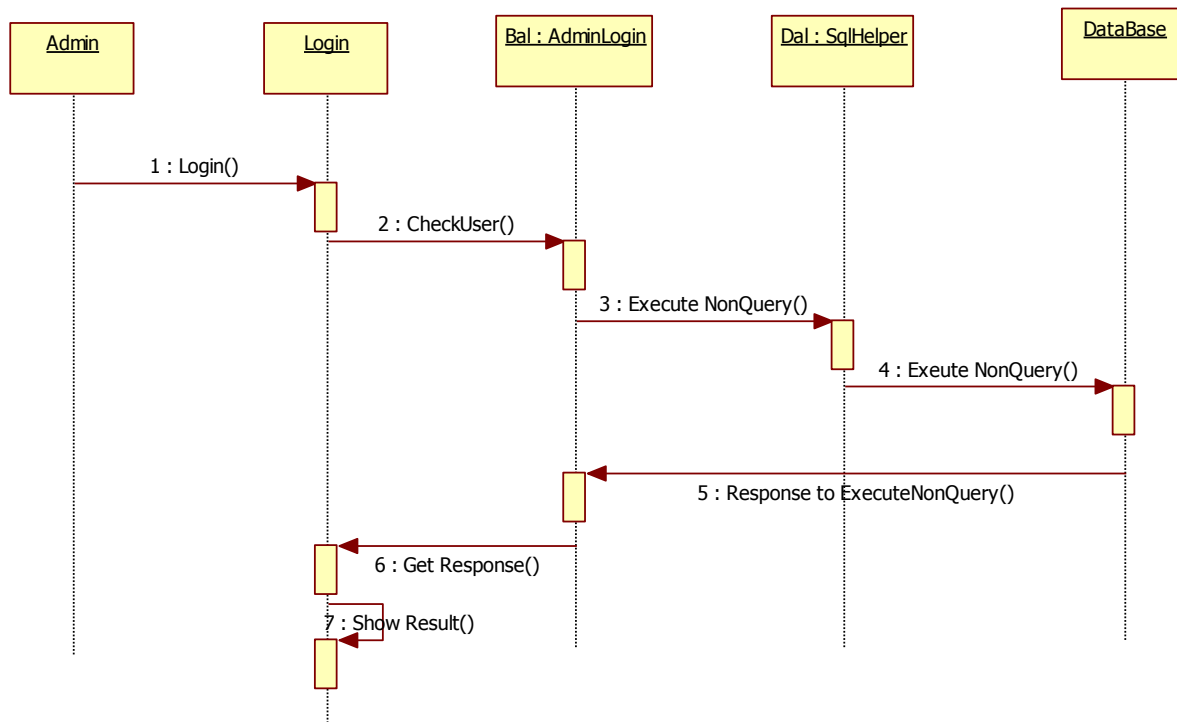 Admin
Login
Bal : AdminLogin
Dal : SqlHelper
DataBase
1 : Login()
2 : CheckUser()
3 : Execute NonQuery()
4 : Exeute NonQuery()
5 : Response to ExecuteNonQuery()
6 : Get Response()
7 : Show Result()